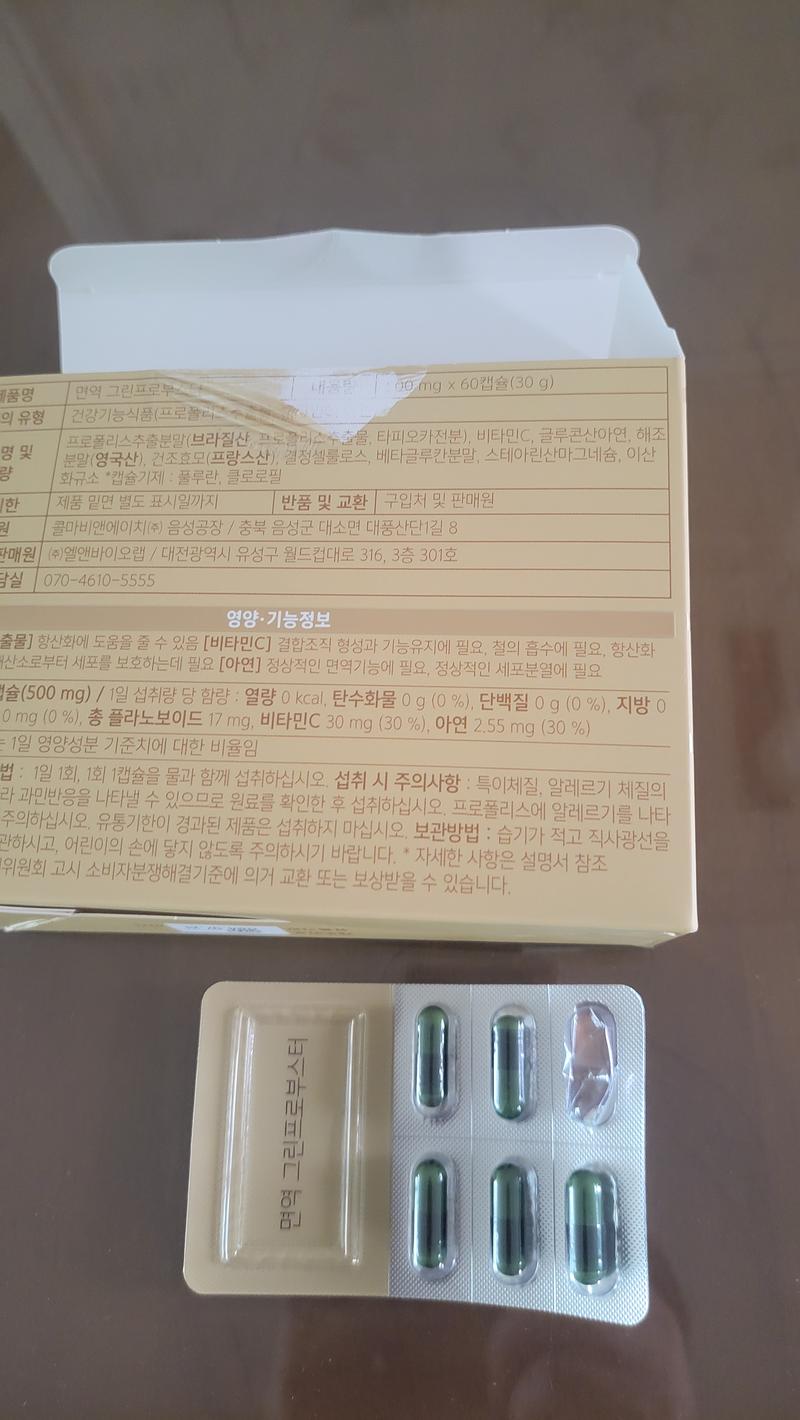 제품명 면역 그린프로부스터 내용량 00 mg x 60캡슐(30 g)
의 유형 건강기능식품(프로폴리스추출물,
명 및 프로폴리스추출분말(브라질산, 프로폴리스추출물, 타피오카전분), 비타민C, 글루콘산아연, 해조
량 분말(영국산), 건조효모(프랑스산), 결정셀룰로스, 베타글루칸분말, 스테아린산마그네슘, 이산
화규소 *캡슐기제 : 풀루란, 클로로필
기한 제품 밑면 별도 표시일까지 반품 및 교환 구입처 및 판매원
원 콜마비앤에이치㈜ 음성공장 / 충북 음성군 대소면 대풍산단1길 8
판매원 ㈜엘앤바이오랩 / 대전광역시 유성구 월드컵대로 316, 3층 301호
담실 070-4610-5555
영양·기능정보
출물] 항산화에 도움을 줄 수 있음 [비타민C] 결합조직 형성과 기능유지에 필요, 철의 흡수에 필요, 항산화
해산소로부터 세포를 보호하는데 필요 [아연] 정상적인 면역기능에 필요, 정상적인 세포분열에 필요
캡슐(500 mg) / 1일 섭취량 당 함량 : 열량 0 kcal, 탄수화물 0 g (0 %), 단백질 0 g (0 %), 지방 0
0 mg (0 %), 총 플라노보이드 17 mg, 비타민C 30 mg (30 %), 아연 2.55 mg (30 %)
는 1일 영양성분 기준치에 대한 비율임
법 : 1일 1회, 1회 1캡슐을 물과 함께 섭취하십시오. 섭취 시 주의사항 : 특이체질, 알레르기 체질의
라 과민반응을 나타낼 수 있으므로 원료를 확인한 후 섭취하십시오. 프로폴리스에 알레르기를 나타
주의하십시오. 유통기한이 경과된 제품은 섭취하지 마십시오. 보관방법 : 습기가 적고 직사광선을
관하시고, 어린이의 손에 닿지 않도록 주의하시기 바랍니다. * 자세한 사항은 설명서 참조
위원회 고시 소비자분쟁해결기준에 의거 교환 또는 보상받을 수 있습니다.
면역 그린프로부스터